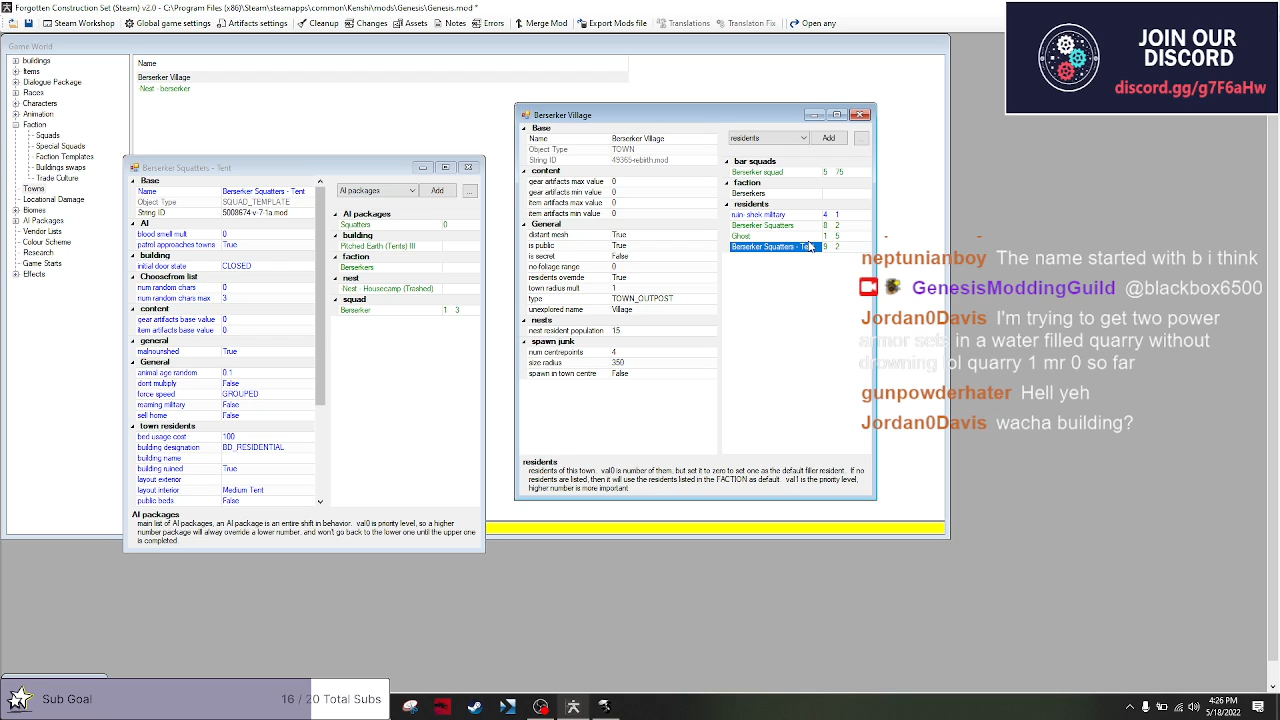 Forgotten Construction Set (Steam) v2.0 - C:\Program Files (x86)\Steam\steamapps\common\Kenshi\mods\Genesis\Genesis.mod *
Steam Workshop Global game settings Artifacts settings Cleanup Changes Assets Notes Errors Merge Mod Export Mods file Translations Translaton Fix Open any
JOIN OUR
DISCORD
discord.gg/g7F6aHw
Game World
buildings
Items
Dialogue Package
Races
Characters
Animation
Faction
Squads
Special Squads
Faction Templates
Buildings swaps
Trade Culture
Towns
Locational Damage
Biomes
AI Packages
Vendor Lists
Colour Scheme
Research
Game Starts
Effects
Name
Berserker Village
Nest - berserker
Berserker Squatters - Tent
Base
Name Berserker Squatters - Tent
Object Type SQUAD_TEMPLATE
String ID 5008674-v-7-1a.mod
AI
blood smell mult 0
patrol approaches towns True
building
initial door state CLOSED
Choosefrom list
num random chars 0
num random chars max 3
content
gear artifacts base value 0
item artifacts base value 0
general
malnourished True
General
animal age random 0.1
dont multiply False
force speed GROUPED
roaming military False
sell home False
town residents
bed usage cost 100
building designation BD_RESIDENTIAL
building name
building ruined True
layout exterior
layout interior Medium Tent
public beds False
AI packages Add ...
AI packages
Squatters 0
building
Pitched Earth (Tents) III
faction
Berserkers
nest
Nest - Housecamp (Trashed)
squad
Berserker 1 3
AI packages
main list of AI packages, an AI package is an entire shift in behavior. val0 is priority level, so a higher
number package will alway override a lower number, and won't go back to the lower one until the upper one
is completed.
Berserker Village
Base
Name Berserker Village
Object Type TOWN
String ID 49365-rebirth.mod
content
gear artifacts max value 0
gear artifacts min value 0
item artifacts max value 0
item artifacts min value 0
General
distant mesh True
is public True
is secret False
no foliage range 0
residents override True
town radius mult 1
type TOWN_OUTPOST
unexplored name Village
nests
nest resident population 15
spawn junk
num centrepoints 4
size radius 350
spawn in town centre False
residents Add ...
bar squads
Berserker squad 5 75
faction
Berserkers
residents
ruin- shek military 4 1
Berserker Squatters 8 2
Ghost 1 5
Berserker Squatters - Tent 9 2
residents
residents of this town. val0 is number of them, but set it to zero to set one as the default filler resident. If no
residents are listed, then it will use the residents listed in the FACTION as default. val1 is the priority level,
higher number is more important
neptunianboy The name started with b i think
GenesisModdingGuild @blackbox6500
Jordan0Davis I'm trying to get two power
armor sets in a water filled quarry without
drowning lol quarry 1 mr 0 so far
gunpowderhater Hell yeh
Jordan0Davis wacha building?
Sub Goal 16 / 20 Total Subs
4:26 PM
5/18/2022